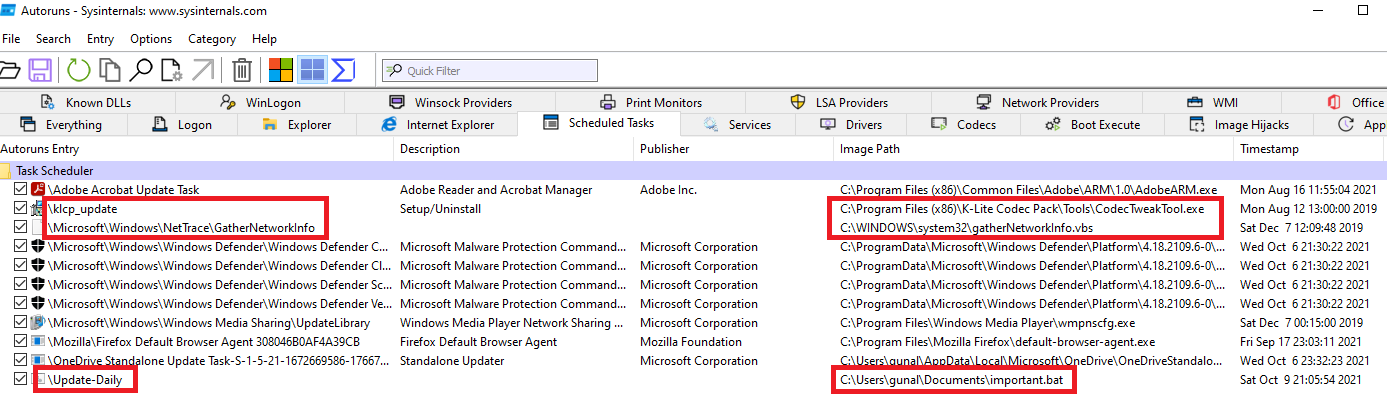 Autoruns - Sysinternals: www.sysinternals.com
File Search Entry Options Category Help
Quick Filter
Known DLLs WinLogon Winsock Providers Print Monitors LSA Providers Network Providers WMI Office
Everything Logon Explorer Internet Explorer Scheduled Tasks Services Drivers Codecs Boot Execute Image Hijacks App
Autoruns Entry Description Publisher Image Path Timestamp
Task Scheduler
\Adobe Acrobat Update Task Adobe Reader and Acrobat Manager Adobe Inc. C:\Program Files (x86)\Common Files\Adobe\ARM\1.0\AdobeARM.exe Mon Aug 16 11:55:04 2021
\klcp_update Setup/Uninstall C:\Program Files (x86)\K-Lite Codec Pack\Tools\CodecTweakTool.exe Mon Aug 12 13:00:00 2019
\Microsoft\Windows\NetTrace\GatherNetworkInfo C:\WINDOWS\system32\gatherNetworkInfo.vbs Sat Dec 7 12:09:48 2019
\Microsoft\Windows\Windows Defender\Windows Defender C... Microsoft Malware Protection Command... Microsoft Corporation C:\ProgramData\Microsoft\Windows Defender\Platform\4.18.2109.6-0\... Wed Oct 6 21:30:22 2021
\Microsoft\Windows\Windows Defender\Windows Defender Cl... Microsoft Malware Protection Command... Microsoft Corporation C:\ProgramData\Microsoft\Windows Defender\Platform\4.18.2109.6-0\... Wed Oct 6 21:30:22 2021
\Microsoft\Windows\Windows Defender\Windows Defender Sc... Microsoft Malware Protection Command... Microsoft Corporation C:\ProgramData\Microsoft\Windows Defender\Platform\4.18.2109.6-0\... Wed Oct 6 21:30:22 2021
\Microsoft\Windows\Windows Defender\Windows Defender Ve... Microsoft Malware Protection Command... Microsoft Corporation C:\ProgramData\Microsoft\Windows Defender\Platform\4.18.2109.6-0\... Wed Oct 6 21:30:22 2021
\Microsoft\Windows\Windows Media Sharing\UpdateLibrary Windows Media Player Network Sharing ... Microsoft Corporation C:\Program Files\Windows Media Player\wmpnscfg.exe Sat Dec 7 00:15:00 2019
\Mozilla\Firefox Default Browser Agent 308046B0AF4A39CB Firefox Default Browser Agent Mozilla Foundation C:\Program Files\Mozilla Firefox\default-browser-agent.exe Fri Sep 17 23:03:11 2021
\OneDrive Standalone Update Task-S-1-5-21-1672669586-17667... Standalone Updater Microsoft Corporation C:\Users\gunal\AppData\Local\Microsoft\OneDrive\OneDriveStandalo... Wed Oct 6 23:32:23 2021
\Update-Daily C:\Users\gunal\Documents\important.bat Sat Oct 9 21:05:54 2021